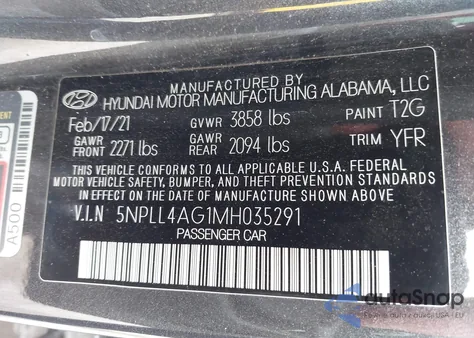 MANUFACTURED BY
HYUNDAI MOTOR MANUFACTURING ALABAMA, LLC
Feb/17/21 GVWR 3858 lbs PAINT T2G
GAWR FRONT 2271 lbs GAWR REAR 2094 lbs TRIM YFR
THIS VEHICLE CONFORMS TO ALL APPLICABLE U.S.A. FEDERAL
MOTOR VEHICLE SAFETY, BUMPER, AND THEFT PREVENTION STANDARDS
IN EFFECT ON THE DATE OF MANUFACTURE SHOWN ABOVE.
V.I.N 5NPLL4AG1MH035291
PASSENGER CAR
A500
autoSnap